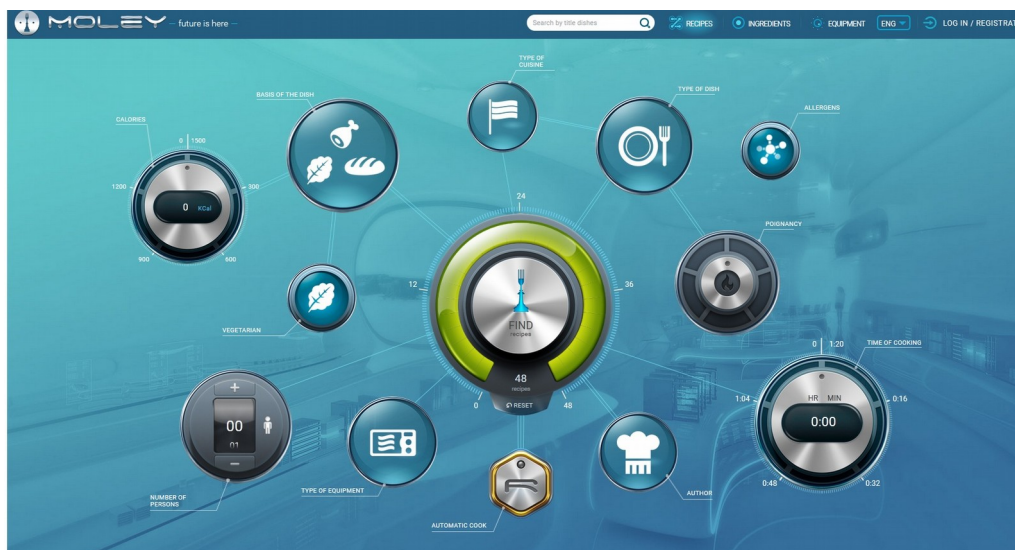 MOLEY
— future is here —
Search by title dishes
RECIPES
INGREDIENTS
EQUIPMENT
ENG
LOG IN / REGISTRAT
TYPE OF
CUISINE
BASIS OF THE DISH
TYPE OF DISH
ALLERGENS
CALORIES
0 1500
1200
300
0 KCal
900
600
24
POIGNANCY
12
36
FIND
recipes
VEGETARIAN
48
recipes
RESET
0
48
0 1:20
TIME OF COOKING
HR MIN
1:04
0:16
0:00
0:48
0:32
+
00
01
–
NUMBER OF
PERSONS
TYPE OF EQUIPMENT
AUTHOR
AUTOMATIC COOK